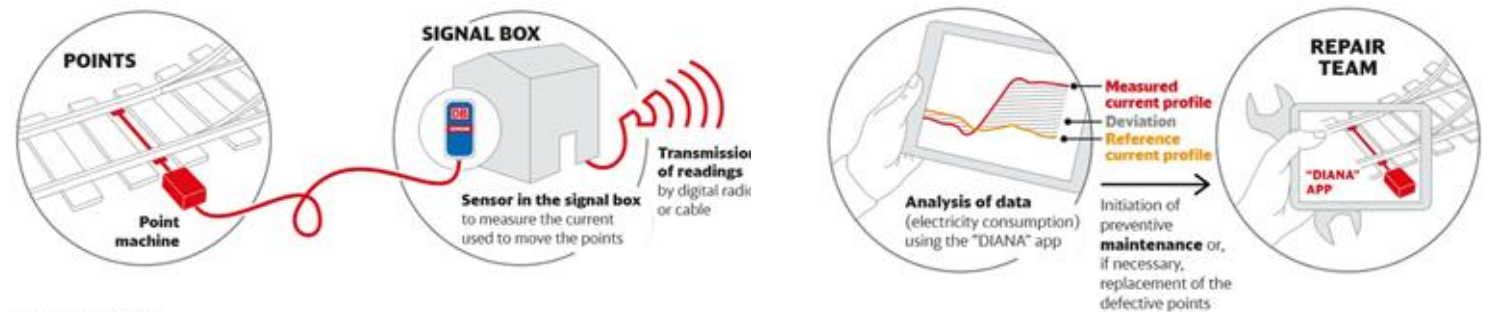 POINTS
Point
machine
SIGNAL BOX
DB
SENSOR
Sensor in the signal box
to measure the current
used to move the points
Transmission
of readings
by digital radio
or cable
Measured
current profile
Deviation
Reference
current profile
Analysis of data
(electricity consumption)
using the “DIANA” app
Initiation of
preventive
maintenance or,
if necessary,
replacement of the
defective points
REPAIR
TEAM
“DIANA”
APP